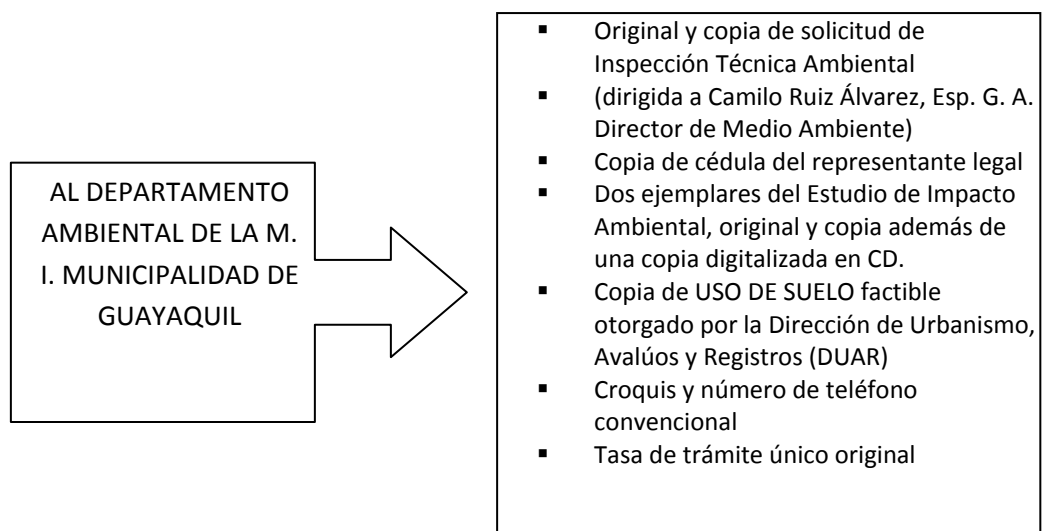 AL DEPARTAMENTO
AMBIENTAL DE LA M.
I. MUNICIPALIDAD DE
GUAYAQUIL
▪ Original y copia de solicitud de
Inspección Técnica Ambiental
▪ (dirigida a Camilo Ruiz Álvarez, Esp. G. A.
Director de Medio Ambiente)
▪ Copia de cédula del representante legal
▪ Dos ejemplares del Estudio de Impacto
Ambiental, original y copia además de
una copia digitalizada en CD.
▪ Copia de USO DE SUELO factible
otorgado por la Dirección de Urbanismo,
Avalúos y Registros (DUAR)
▪ Croquis y número de teléfono
convencional
▪ Tasa de trámite único original